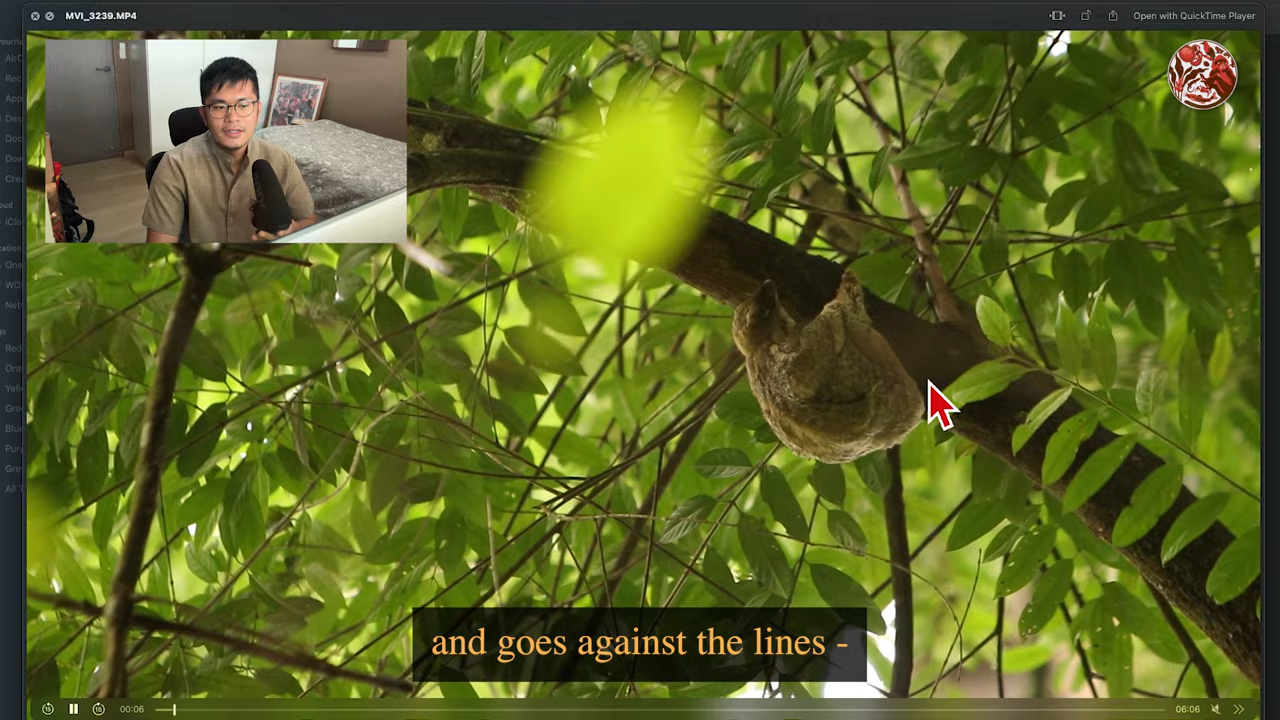 MVI_3239.MP4
Open with QuickTime Player
and goes against the lines -
00:06
06:06